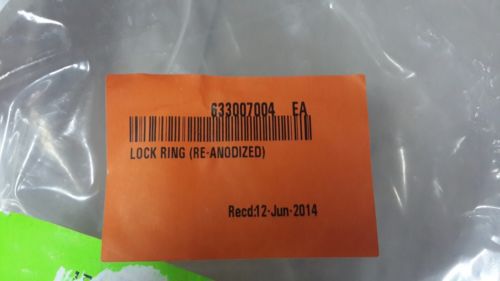 633007004 EA
LOCK RING (RE-ANODIZED)
Recd:12-Jun-2014